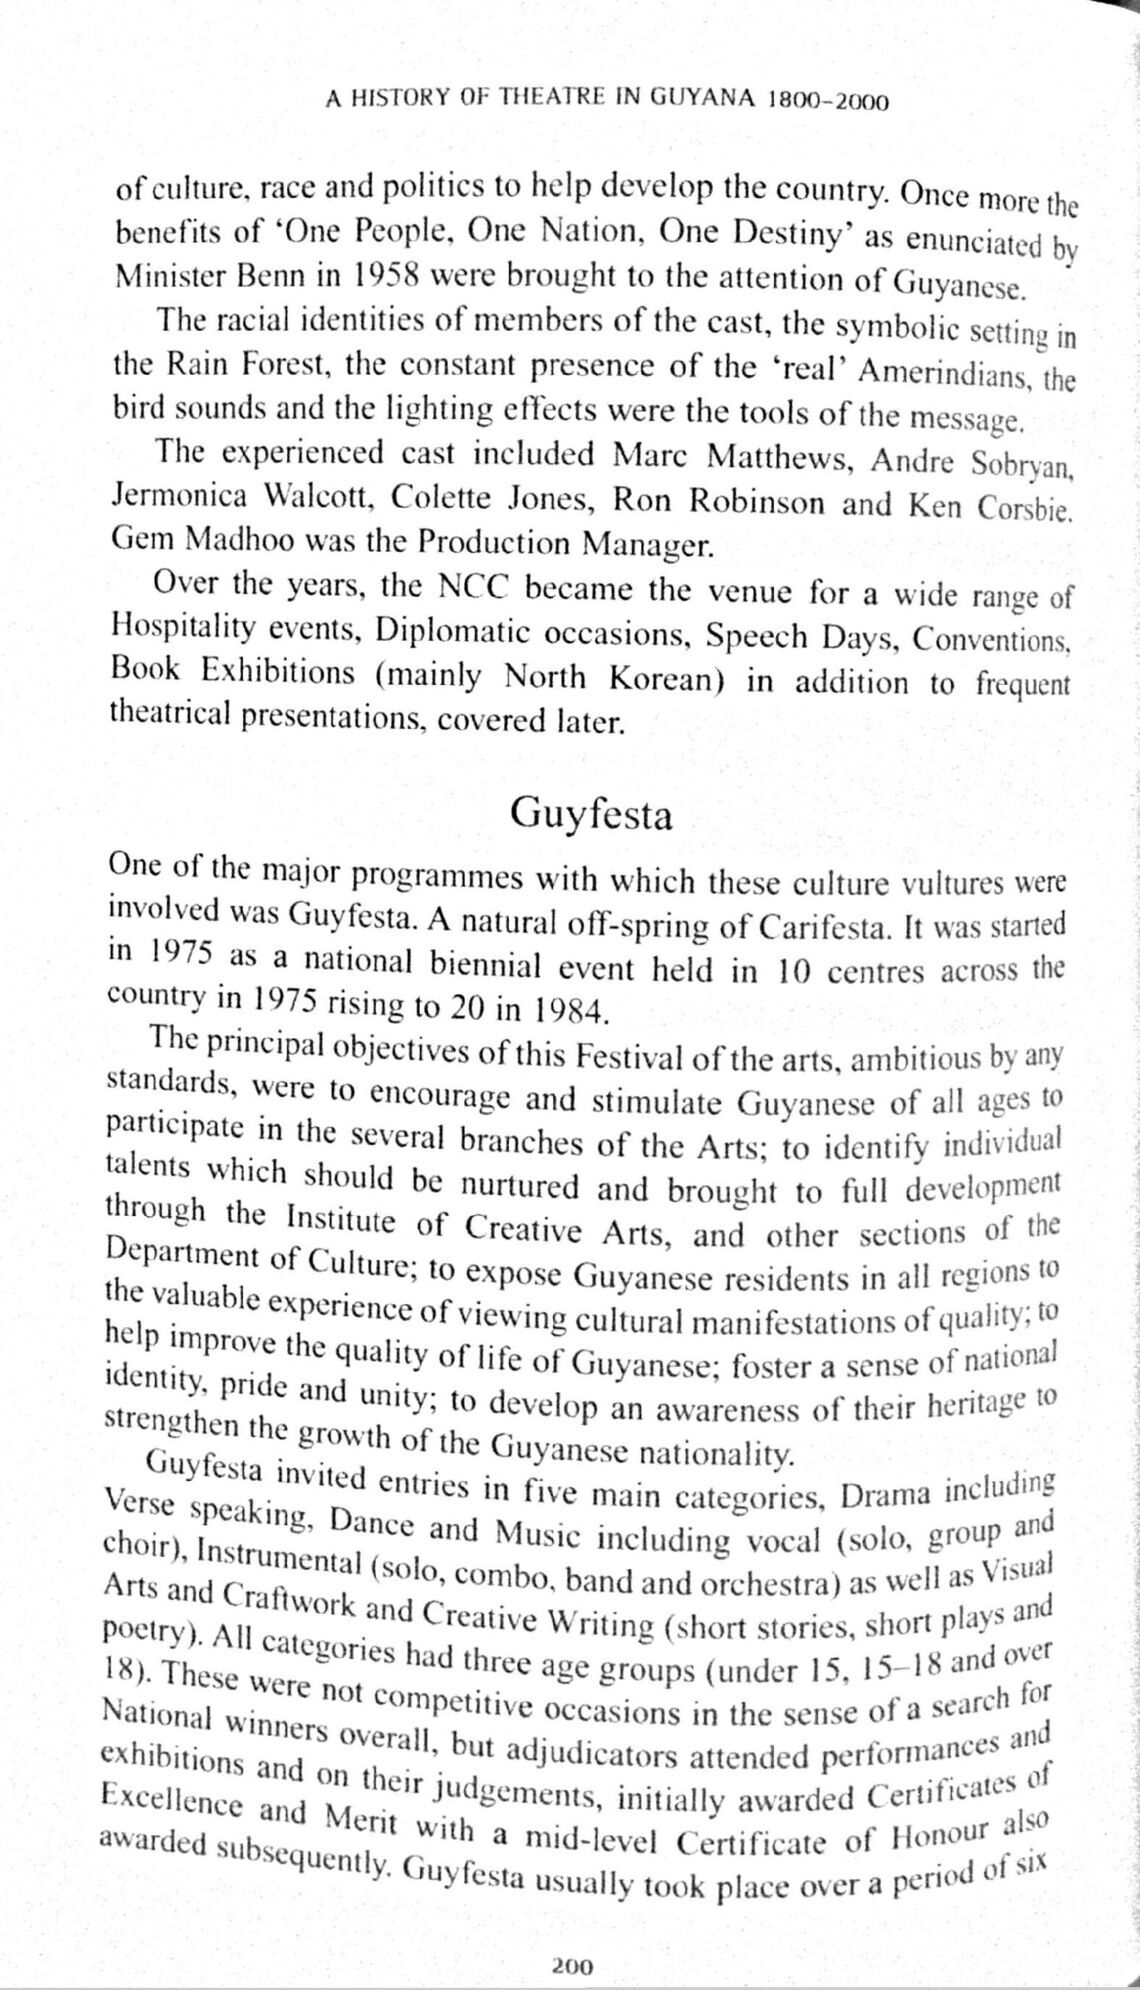 A HISTORY OF THEATRE IN GUYANA 1800–2000
of culture, race and politics to help develop the country. Once more the
benefits of ‘One People, One Nation, One Destiny’ as enunciated by
Minister Benn in 1958 were brought to the attention of Guyanese.
The racial identities of members of the cast, the symbolic setting in
the Rain Forest, the constant presence of the ‘real’ Amerindians, the
bird sounds and the lighting effects were the tools of the message.
The experienced cast included Marc Matthews, Andre Sobryan,
Jermonica Walcott, Colette Jones, Ron Robinson and Ken Corsbie.
Gem Madhoo was the Production Manager.
Over the years, the NCC became the venue for a wide range of
Hospitality events, Diplomatic occasions, Speech Days, Conventions,
Book Exhibitions (mainly North Korean) in addition to frequent
theatrical presentations, covered later.
Guyfesta
One of the major programmes with which these culture vultures were
involved was Guyfesta. A natural off-spring of Carifesta. It was started
in 1975 as a national biennial event held in 10 centres across the
country in 1975 rising to 20 in 1984.
The principal objectives of this Festival of the arts, ambitious by any
standards, were to encourage and stimulate Guyanese of all ages to
participate in the several branches of the Arts; to identify individual
talents which should be nurtured and brought to full development
through the Institute of Creative Arts, and other sections of the
Department of Culture; to expose Guyanese residents in all regions to
the valuable experience of viewing cultural manifestations of quality; to
help improve the quality of life of Guyanese; foster a sense of national
identity, pride and unity; to develop an awareness of their heritage to
strengthen the growth of the Guyanese nationality.
Guyfesta invited entries in five main categories, Drama including
Verse speaking, Dance and Music including vocal (solo, group and
choir), Instrumental (solo, combo, band and orchestra) as well as Visual
Arts and Craftwork and Creative Writing (short stories, short plays and
poetry). All categories had three age groups (under 15, 15–18 and over
18). These were not competitive occasions in the sense of a search for
National winners overall, but adjudicators attended performances and
exhibitions and on their judgements, initially awarded Certificates of
Excellence and Merit with a mid-level Certificate of Honour also
awarded subsequently. Guyfesta usually took place over a period of six
200